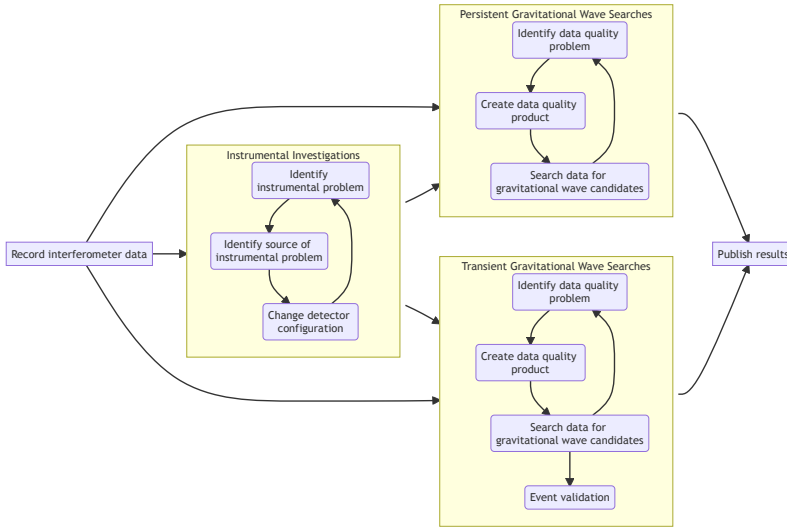 Record interferometer data
Instrumental Investigations
Identify
instrumental problem
Identify source of
instrumental problem
Change detector
configuration
Persistent Gravitational Wave Searches
Identify data quality
problem
Create data quality
product
Search data for
gravitational wave candidates
Transient Gravitational Wave Searches
Identify data quality
problem
Create data quality
product
Search data for
gravitational wave candidates
Event validation
Publish results